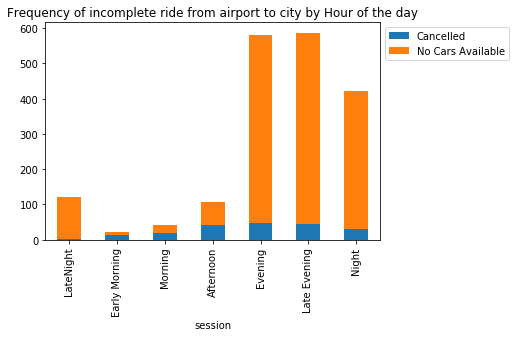 Frequency of incomplete ride from airport to city by Hour of the day
Cancelled
No Cars Available
600
500
400
300
200
100
0
LateNight
Early Morning
Morning
Afternoon
Evening
Late Evening
Night
session